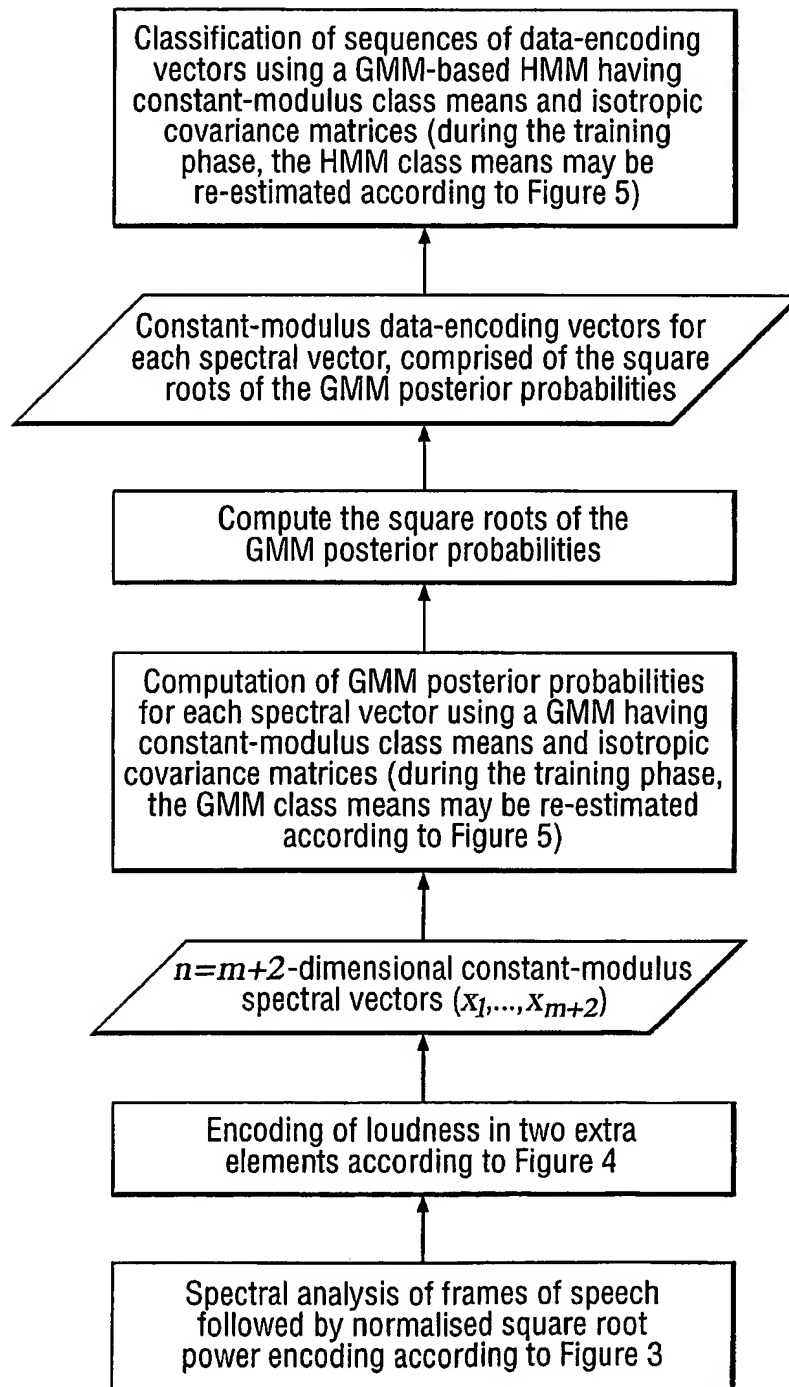 Classification of sequences of data-encoding
vectors using a GMM-based HMM having
constant-modulus class means and isotropic
covariance matrices (during the training
phase, the HMM class means may be
re-estimated according to Figure 5)
Constant-modulus data-encoding vectors for
each spectral vector, comprised of the square
roots of the GMM posterior probabilities
Compute the square roots of the
GMM posterior probabilities
Computation of GMM posterior probabilities
for each spectral vector using a GMM having
constant-modulus class means and isotropic
covariance matrices (during the training phase,
the GMM class means may be re-estimated
according to Figure 5)
n=m+2-dimensional constant-modulus
spectral vectors (x1,...,xm+2)
Encoding of loudness in two extra
elements according to Figure 4
Spectral analysis of frames of speech
followed by normalised square root
power encoding according to Figure 3